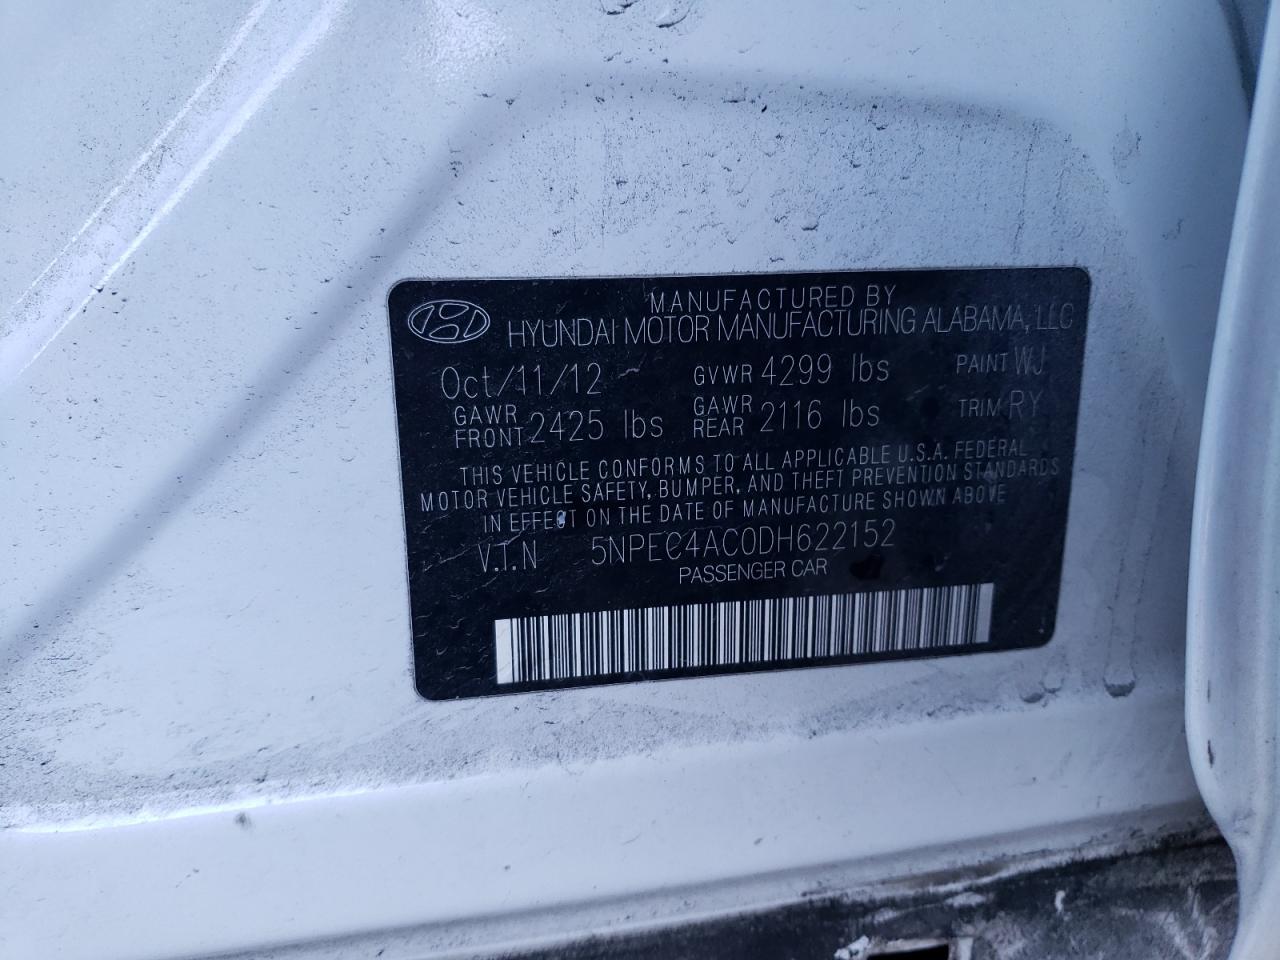 MANUFACTURED BY
HYUNDAI MOTOR MANUFACTURING ALABAMA, LLC
Oct/11/12 GVWR 4299 lbs PAINT WJ
GAWR FRONT 2425 lbs GAWR REAR 2116 lbs TRIM RY
THIS VEHICLE CONFORMS TO ALL APPLICABLE U.S.A. FEDERAL
MOTOR VEHICLE SAFETY, BUMPER, AND THEFT PREVENTION STANDARDS
IN EFFECT ON THE DATE OF MANUFACTURE SHOWN ABOVE
V.I.N 5NPEC4AC0DH622152
PASSENGER CAR